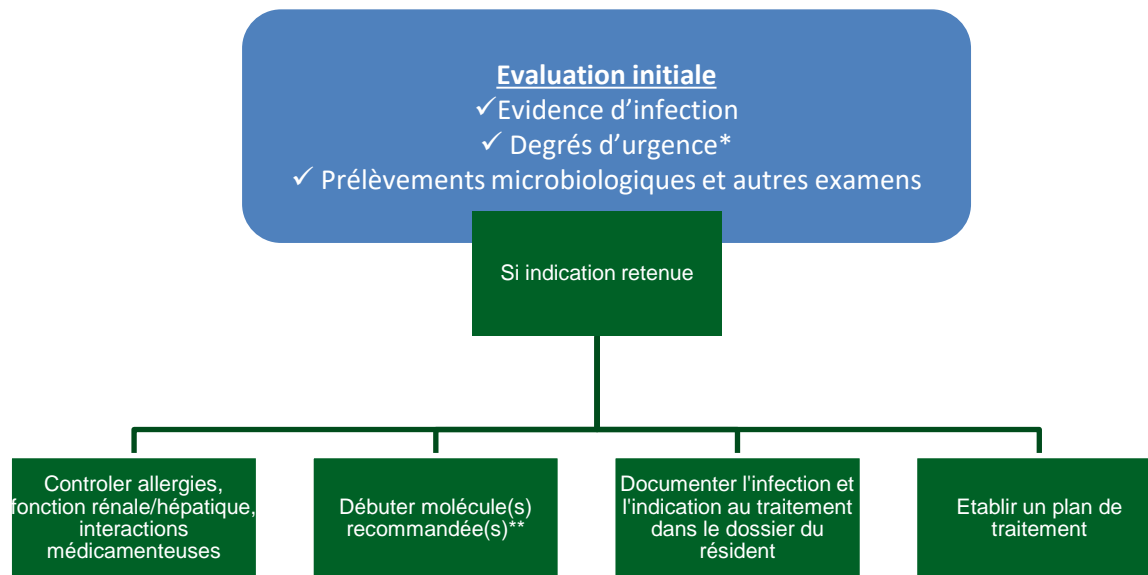 Evaluation initiale
✓Evidence d’infection
✓ Degrés d’urgence*
✓ Prélèvements microbiologiques et autres examens
Si indication retenue
Controler allergies,
fonction rénale/hépatique,
interactions
médicamenteuses
Débuter molécule(s)
recommandée(s)**
Documenter l'infection et
l'indication au traitement
dans le dossier du
résident
Etablir un plan de
traitement